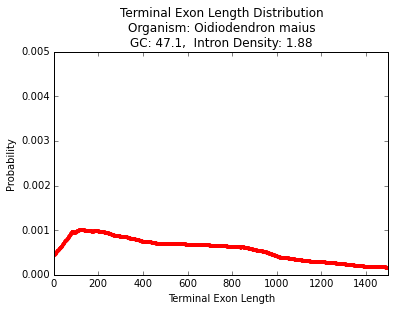 Terminal Exon Length Distribution
Organism: Oidiodendron maius
GC: 47.1,  Intron Density: 1.88
0.005
0.004
0.003
0.002
0.001
0.000
Probability
0 200 400 600 800 1000 1200 1400
Terminal Exon Length